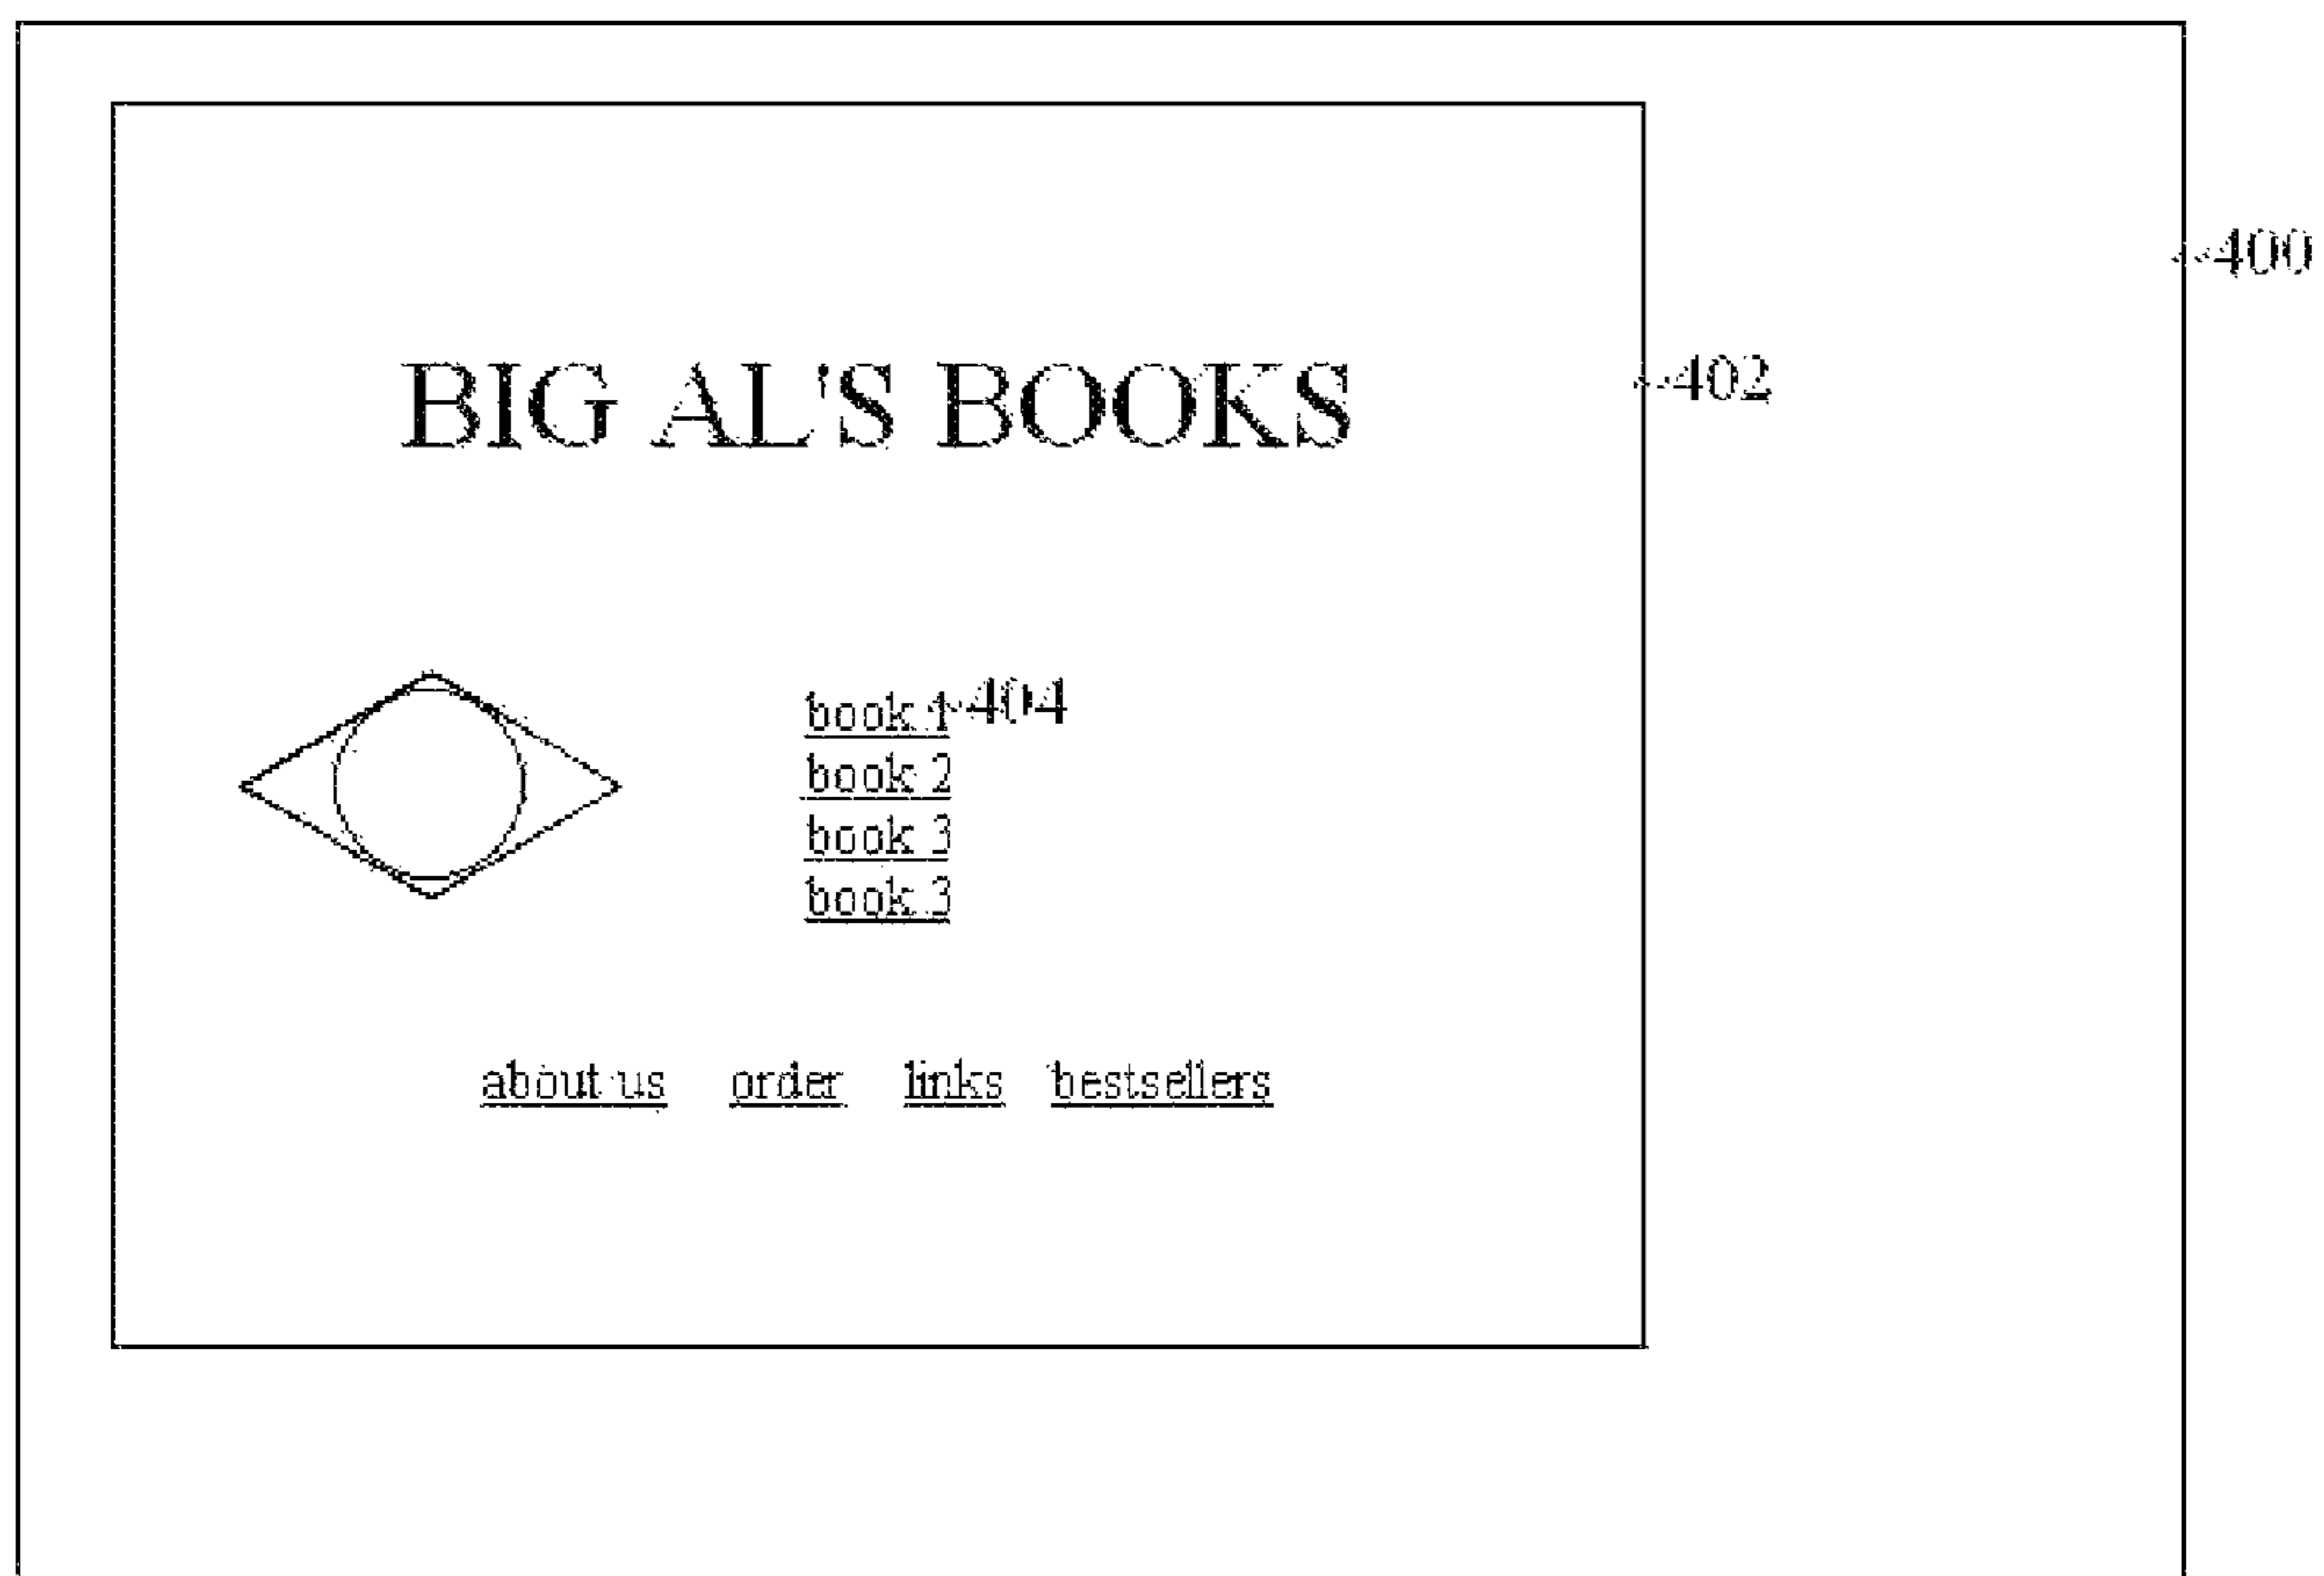 400
402
BIG AL'S BOOKS
book 1 404
book 2
book 3
book 3
about us order links bestsellers